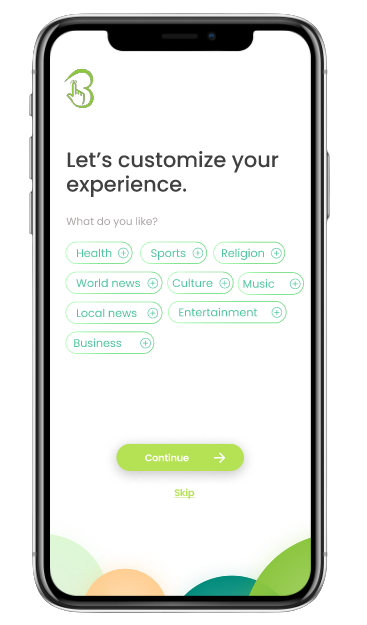 Let’s customize your
experience.
What do you like?
Health Sports Religion
World news Culture Music
Local news Entertainment
Business
Continue
Skip